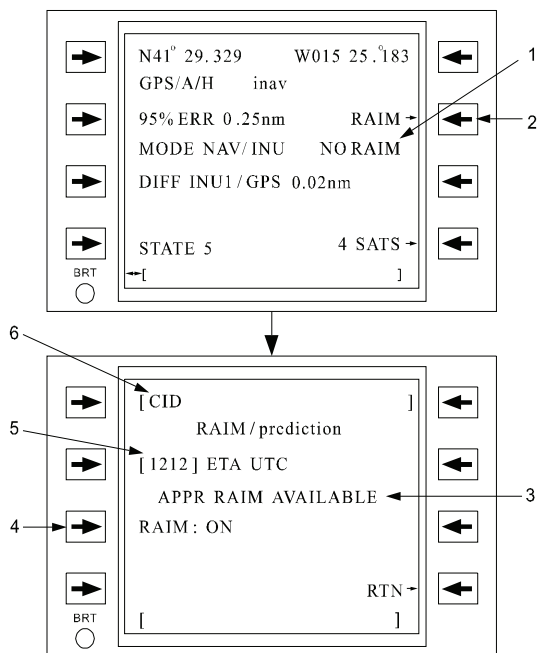 N41° 29.329 W015 25.°183
GPS/A/H inav
95% ERR 0.25nm RAIM
MODE NAV/INU NO RAIM
DIFF INU1/GPS 0.02nm
STATE 5 4 SATS
BRT
[ ]
1
2
6
[CID ]
RAIM/prediction
5
[1212] ETA UTC
APPR RAIM AVAILABLE
3
4
RAIM: ON
RTN
BRT
[ ]